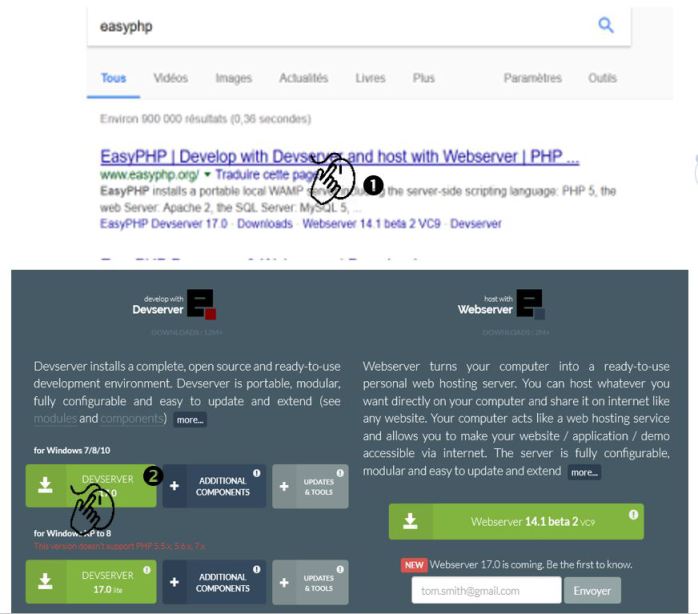 easyphp
Tous Vidéos Images Actualités Livres Plus Paramètres Outils
Environ 900 000 résultats (0,36 secondes)
EasyPHP | Develop with Devserver and host with Webserver | PHP ...
www.easyphp.org/ Traduire cette page
❶
EasyPHP installs a portable local WAMP server including the server-side scripting language: PHP 5, the
web Server: Apache 2, the SQL Server: MySQL 5, ...
EasyPHP Devserver 17.0 · Downloads · Webserver 14.1 beta 2 VC9 · Devserver
develop with
Devserver
DOWNLOADS : 12M+
Devserver installs a complete, open source and ready-to-use
development environment. Devserver is portable, modular,
fully configurable and easy to update and extend (see
modules and components) more...
for Windows 7/8/10
DEVSERVER
17.0
❷
+ ADDITIONAL
COMPONENTS
+ UPDATES
& TOOLS
for Windows XP to 8
This version doesn't support PHP 5.5.x, 5.6.x, 7.x
DEVSERVER
17.0 lite
+ ADDITIONAL
COMPONENTS
+ UPDATES
& TOOLS
host with
Webserver
DOWNLOADS : 2M+
Webserver turns your computer into a ready-to-use
personal web hosting server. You can host whatever you
want directly on your computer and share it on internet like
any website. Your computer acts like a web hosting service
and allows you to make your website / application / demo
accessible via internet. The server is fully configurable,
modular and easy to update and extend more...
Webserver 14.1 beta 2 VC9
NEW Webserver 17.0 is coming. Be the first to know.
tom.smith@gmail.com Envoyer